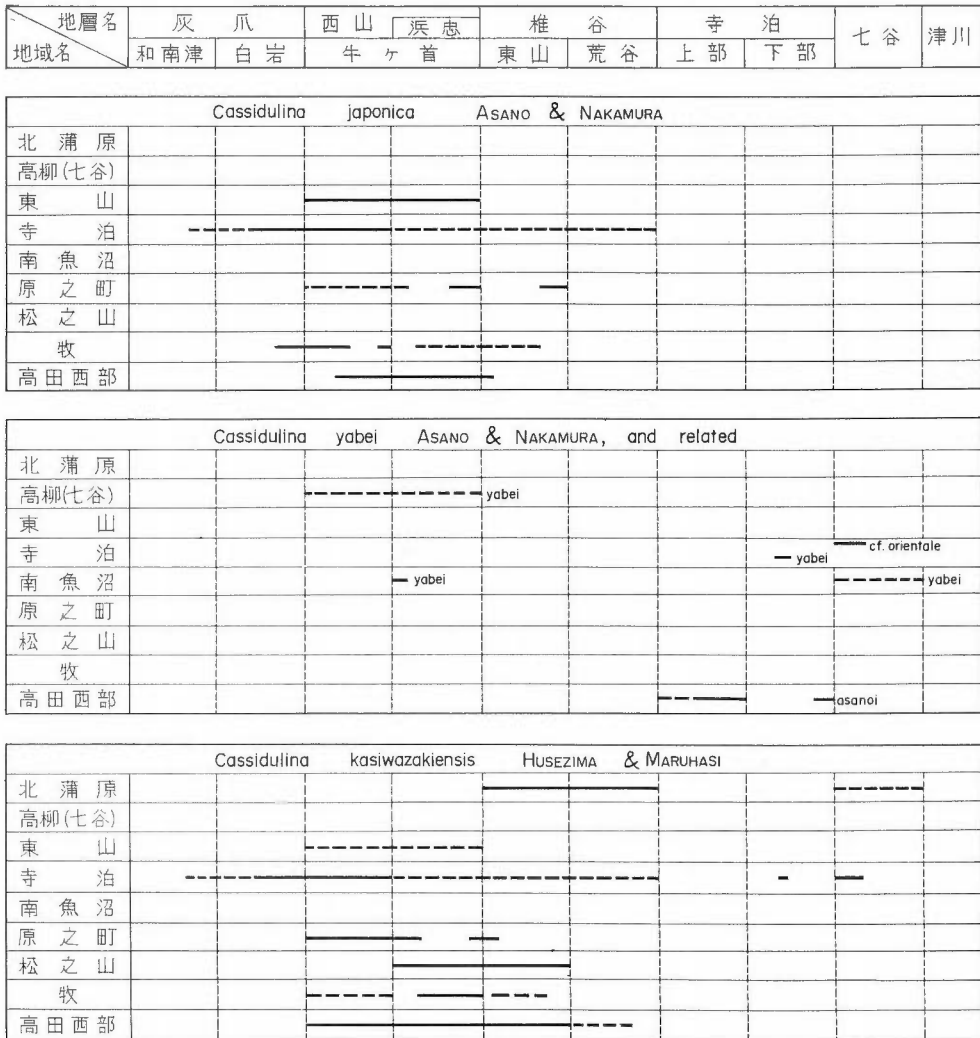 地層名 灰爪 西山 浜忠 椎谷 寺泊 七谷 津川
地域名 和南津 白岩 牛ヶ首 東山 荒谷 上部 下部
Cassidulina japonica ASANO & NAKAMURA
北蒲原
高柳(七谷)
東山
寺泊
南魚沼
原之町
松之山
牧
高田西部
Cassidulina yabei ASANO & NAKAMURA, and related
北蒲原
高柳(七谷) yabei
東山
寺泊 yabei cf. orientale
南魚沼 yabei yabei
原之町
松之山
牧
高田西部 asanoi
Cassidulina kasiwazakiensis HUSEZIMA & MARUHASI
北蒲原
高柳(七谷)
東山
寺泊
南魚沼
原之町
松之山
牧
高田西部